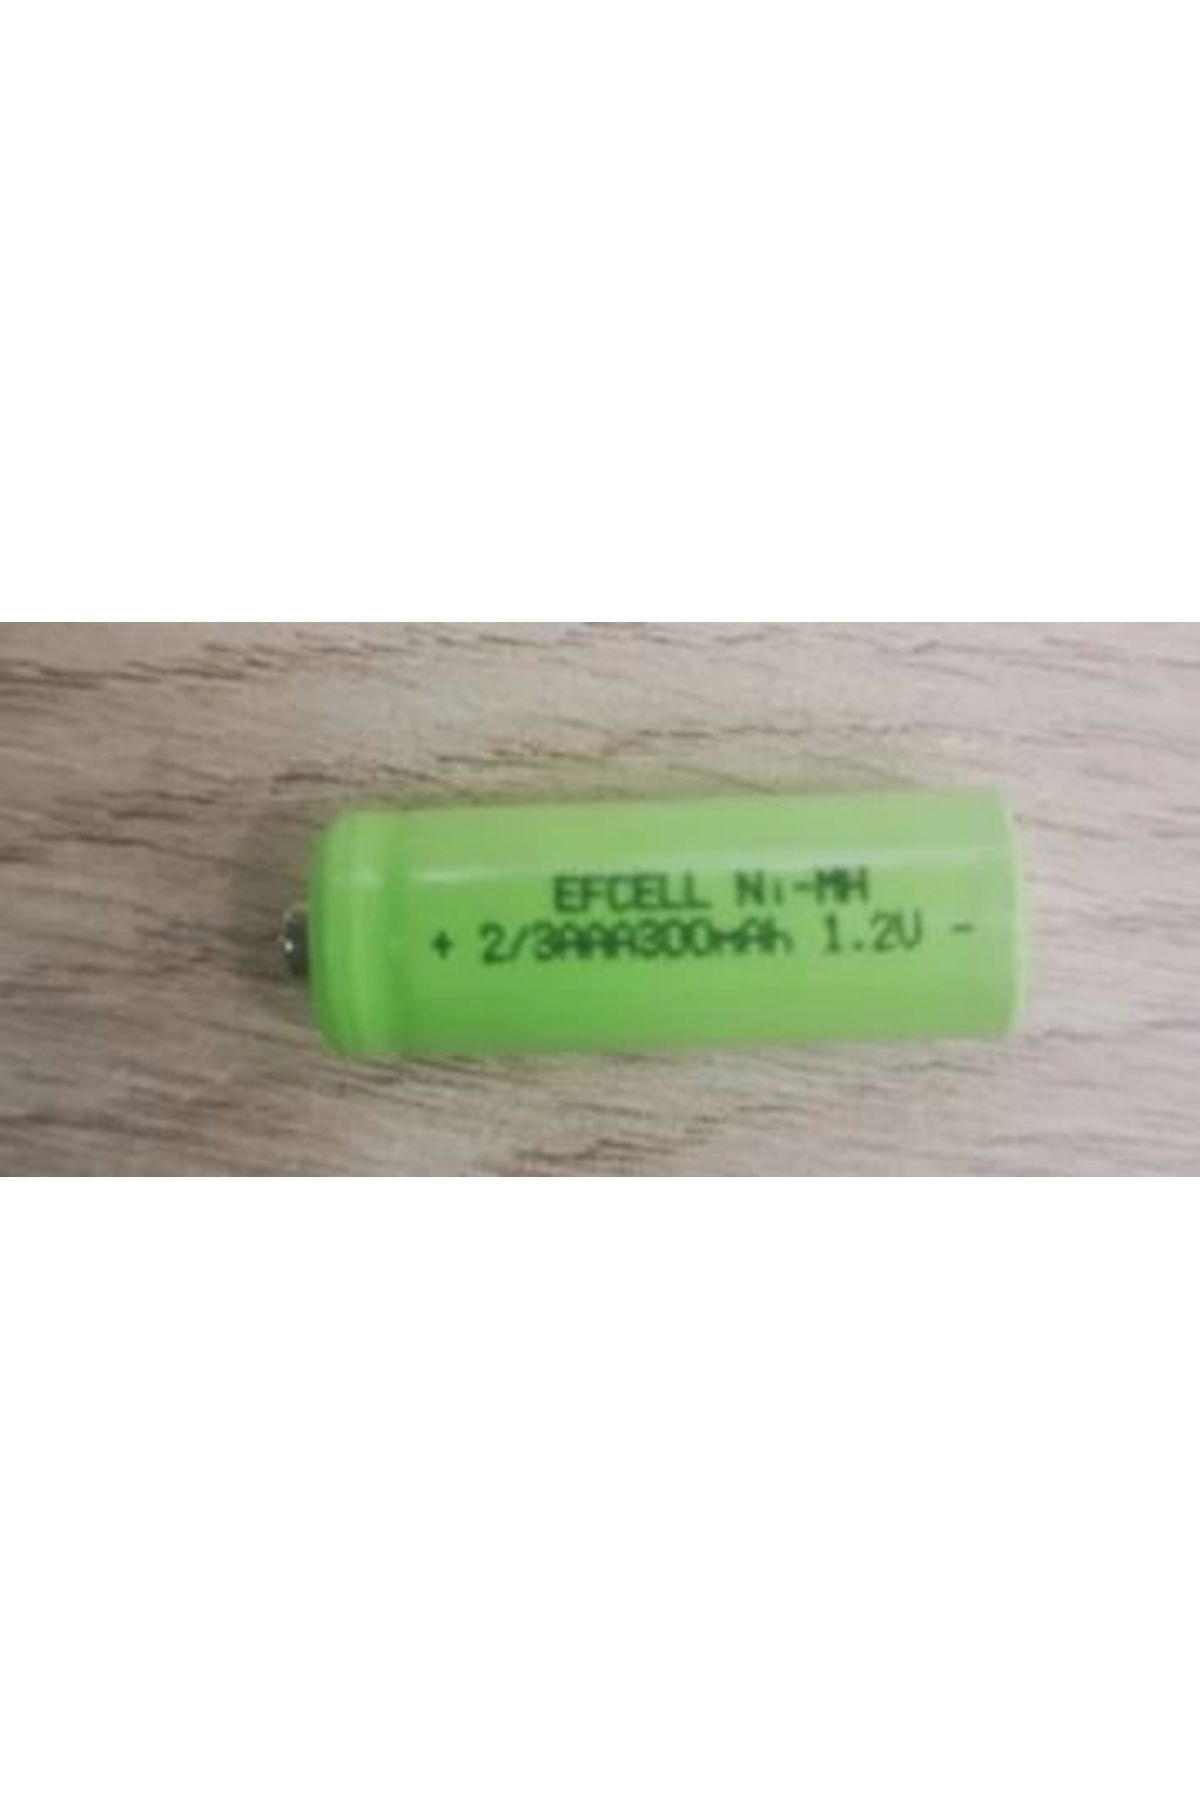 EFCELL Ni-MH
+ 2/3AAA300mAh 1.2V -